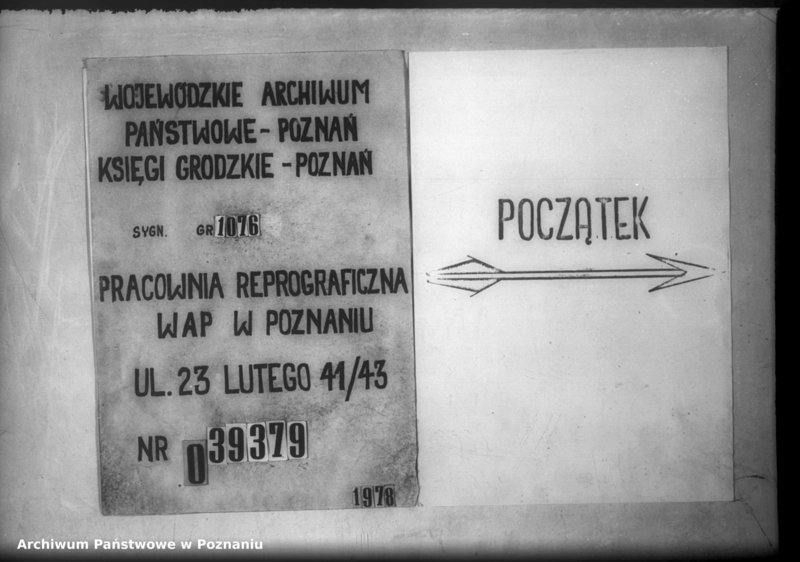 WOJEWÓDZKIE ARCHIWUM
PAŃSTWOWE - POZNAŃ
KSIĘGI GRODZKIE - POZNAŃ
SYGN. GR 1076
PRACOWNIA REPROGRAFICZNA
WAP W POZNANIU
UL. 23 LUTEGO 41/43
NR 039379
1978
POCZĄTEK
Archiwum Państwowe w Poznaniu